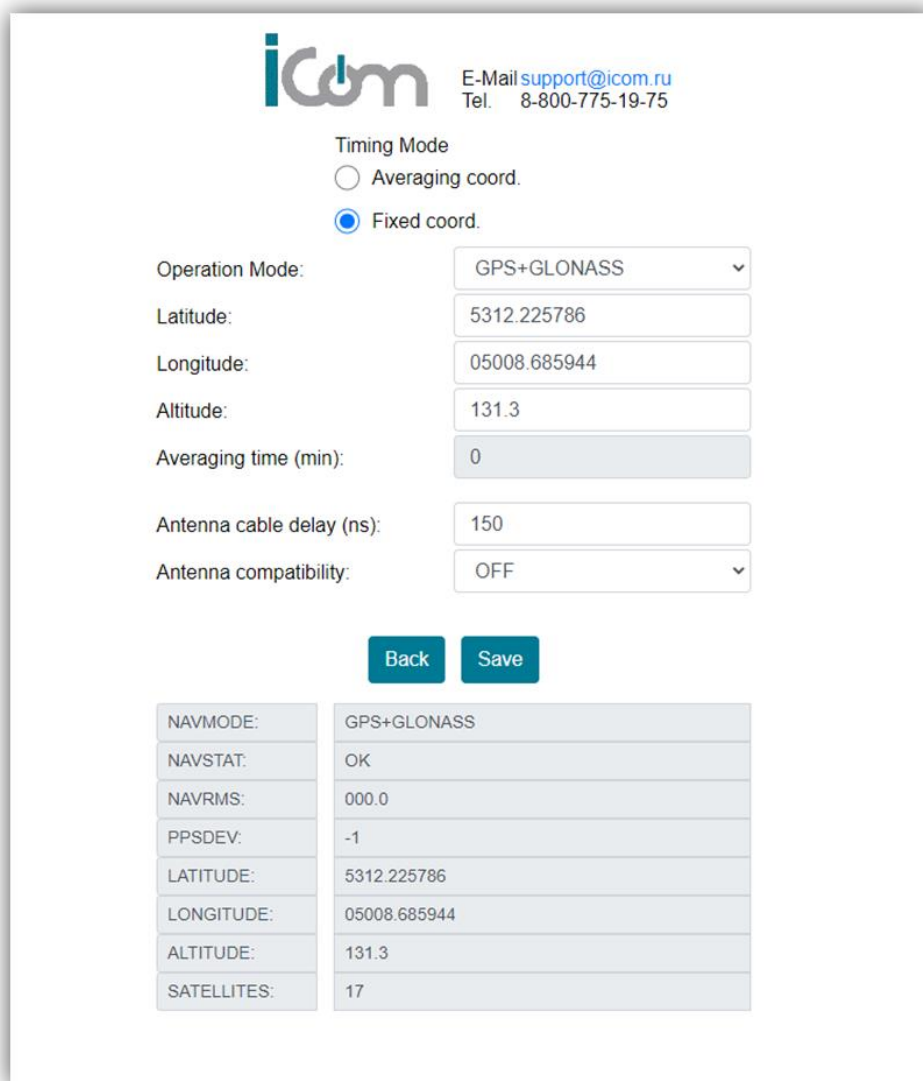 iCom
E-Mail support@icom.ru
Tel. 8-800-775-19-75
Timing Mode
Averaging coord.
Fixed coord.
Operation Mode: GPS+GLONASS
Latitude: 5312.225786
Longitude: 05008.685944
Altitude: 131.3
Averaging time (min): 0
Antenna cable delay (ns): 150
Antenna compatibility: OFF
Back Save
NAVMODE: GPS+GLONASS
NAVSTAT: OK
NAVRMS: 000.0
PPSDEV: -1
LATITUDE: 5312.225786
LONGITUDE: 05008.685944
ALTITUDE: 131.3
SATELLITES: 17